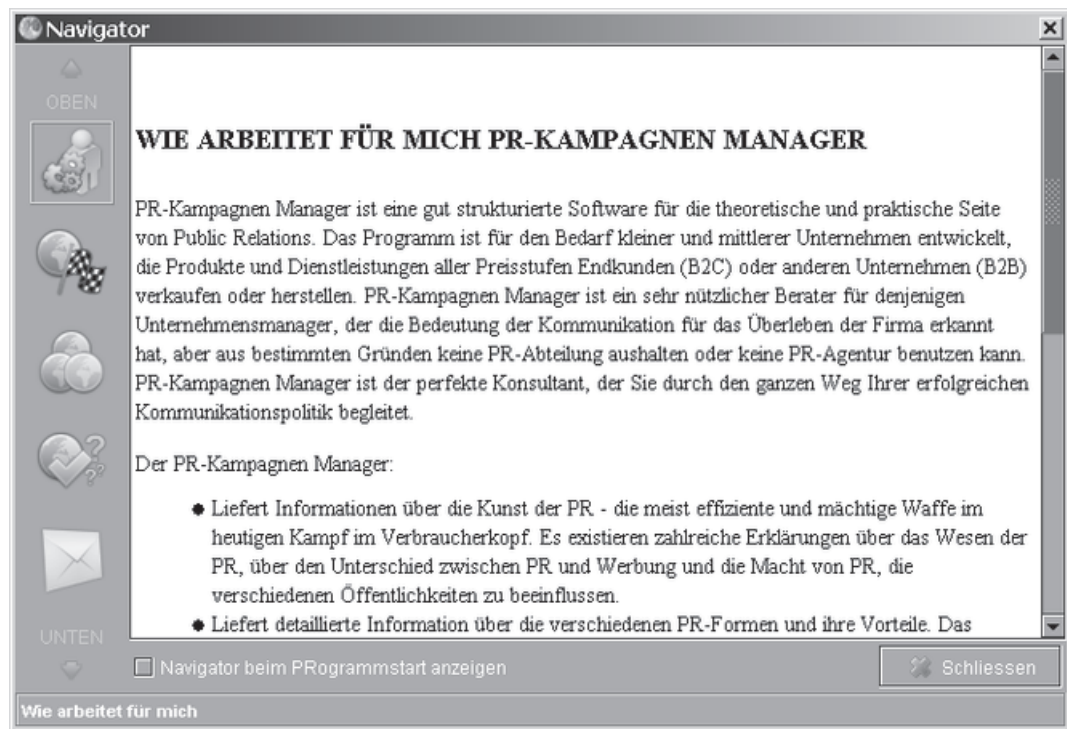 Navigator
OBEN
WIE ARBEITET FÜR MICH PR-KAMPAGNEN MANAGER
PR-Kampagnen Manager ist eine gut strukturierte Software für die theoretische und praktische Seite
von Public Relations. Das Programm ist für den Bedarf kleiner und mittlerer Unternehmen entwickelt,
die Produkte und Dienstleistungen aller Preisstufen Endkunden (B2C) oder anderen Unternehmen (B2B)
verkaufen oder herstellen. PR-Kampagnen Manager ist ein sehr nützlicher Berater für denjenigen
Unternehmensmanager, der die Bedeutung der Kommunikation für das Überleben der Firma erkannt
hat, aber aus bestimmten Gründen keine PR-Abteilung aushalten oder keine PR-Agentur benutzen kann.
PR-Kampagnen Manager ist der perfekte Konsultant, der Sie durch den ganzen Weg Ihrer erfolgreichen
Kommunikationspolitik begleitet.
Der PR-Kampagnen Manager:
Liefert Informationen über die Kunst der PR - die meist effiziente und mächtige Waffe im
heutigen Kampf im Verbraucherkopf. Es existieren zahlreiche Erklärungen über das Wesen der
PR, über den Unterschied zwischen PR und Werbung und die Macht von PR, die
verschiedenen Öffentlichkeiten zu beeinflussen.
Liefert detaillierte Information über die verschiedenen PR-Formen und ihre Vorteile. Das
UNTEN
Navigator beim PRogrammstart anzeigen
Schliessen
Wie arbeitet für mich